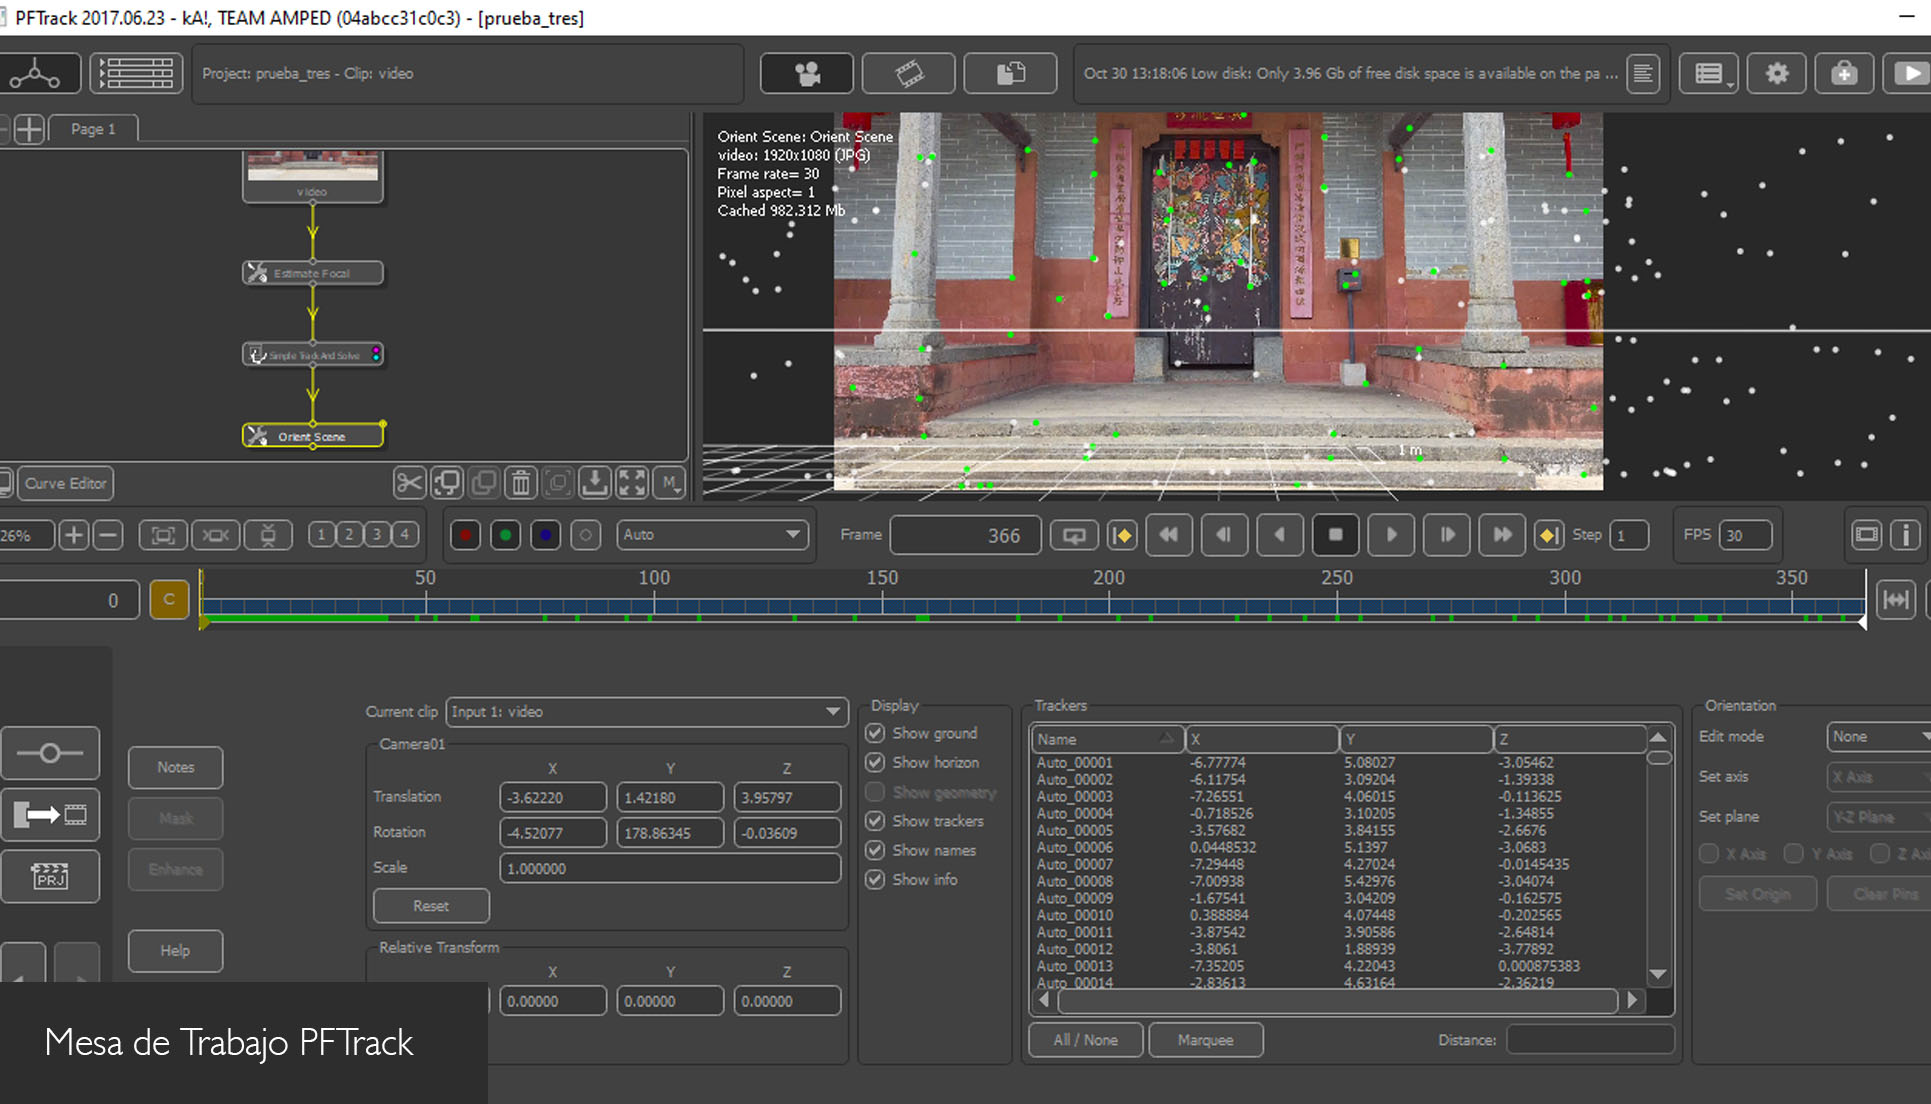 PFTrack 2017.06.23 - kA!, TEAM AMPED (04abcc31c0c3) - [prueba_tres]
Project: prueba_tres - Clip: video
Oct 30 13:18:06 Low disk: Only 3.96 Gb of free disk space is available on the pa ...
Page 1
video
Estimate Focal
Simple Track And Solve
Orient Scene
Orient Scene: Orient Scene
video: 1920x1080 (JPG)
Frame rate= 30
Pixel aspect= 1
Cached 982.312 Mb
1 m
Curve Editor
M
26%
1 2 3 4
Auto
Frame 366
Step 1
FPS 30
0
C
50 100 150 200 250 300 350
Current clip Input 1: video
Camera01
X Y Z
Translation -3.62220 1.42180 3.95797
Rotation -4.52077 178.86345 -0.03609
Scale 1.000000
Reset
Relative Transform
X Y Z
0.00000 0.00000 0.00000
Notes
Mask
Enhance
Help
PRJ
Display
Show ground
Show horizon
Show geometry
Show trackers
Show names
Show info
Trackers
Name X Y Z
Auto_00001 -6.77774 5.08027 -3.05462
Auto_00002 -6.11754 3.09204 -1.39338
Auto_00003 -7.26551 4.06015 -0.113625
Auto_00004 -0.718526 3.10205 -1.34855
Auto_00005 -3.57682 3.84155 -2.6676
Auto_00006 0.0448532 5.1397 -3.0683
Auto_00007 -7.29448 4.27024 -0.0145435
Auto_00008 -7.00938 5.42976 -3.04074
Auto_00009 -1.67541 3.04209 -0.162575
Auto_00010 0.388884 4.07448 -0.202565
Auto_00011 -3.87542 3.90586 -2.64814
Auto_00012 -3.8061 1.88939 -3.77892
Auto_00013 -7.35205 4.22043 0.000875383
Auto_00014 -2.83613 4.63164 -2.36219
All / None
Marquee
Distance:
Orientation
Edit mode None
Set axis X Axis
Set plane Y-Z Plane
X Axis Y Axis Z Axi
Set Origin
Clear Pins
Mesa de Trabajo PFTrack